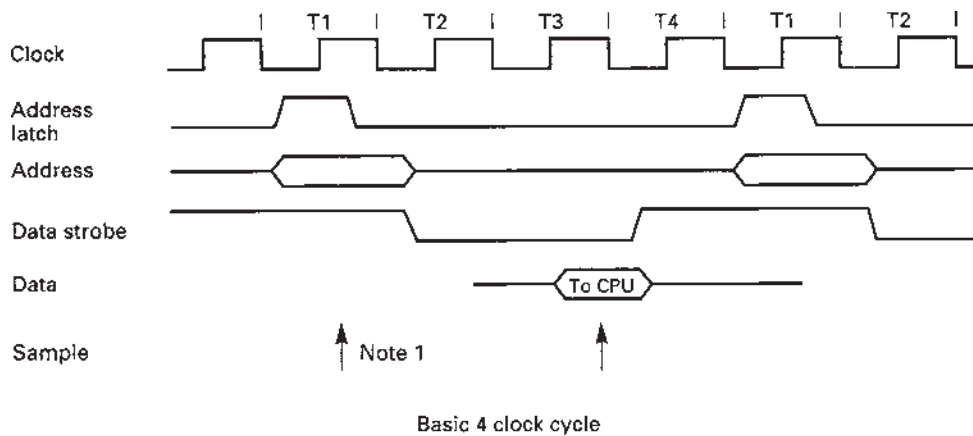 T1 T2 T3 T4 T1 T2
Clock
Address
latch
Address
Data strobe
Data To CPU
Sample Note 1
Basic 4 clock cycle